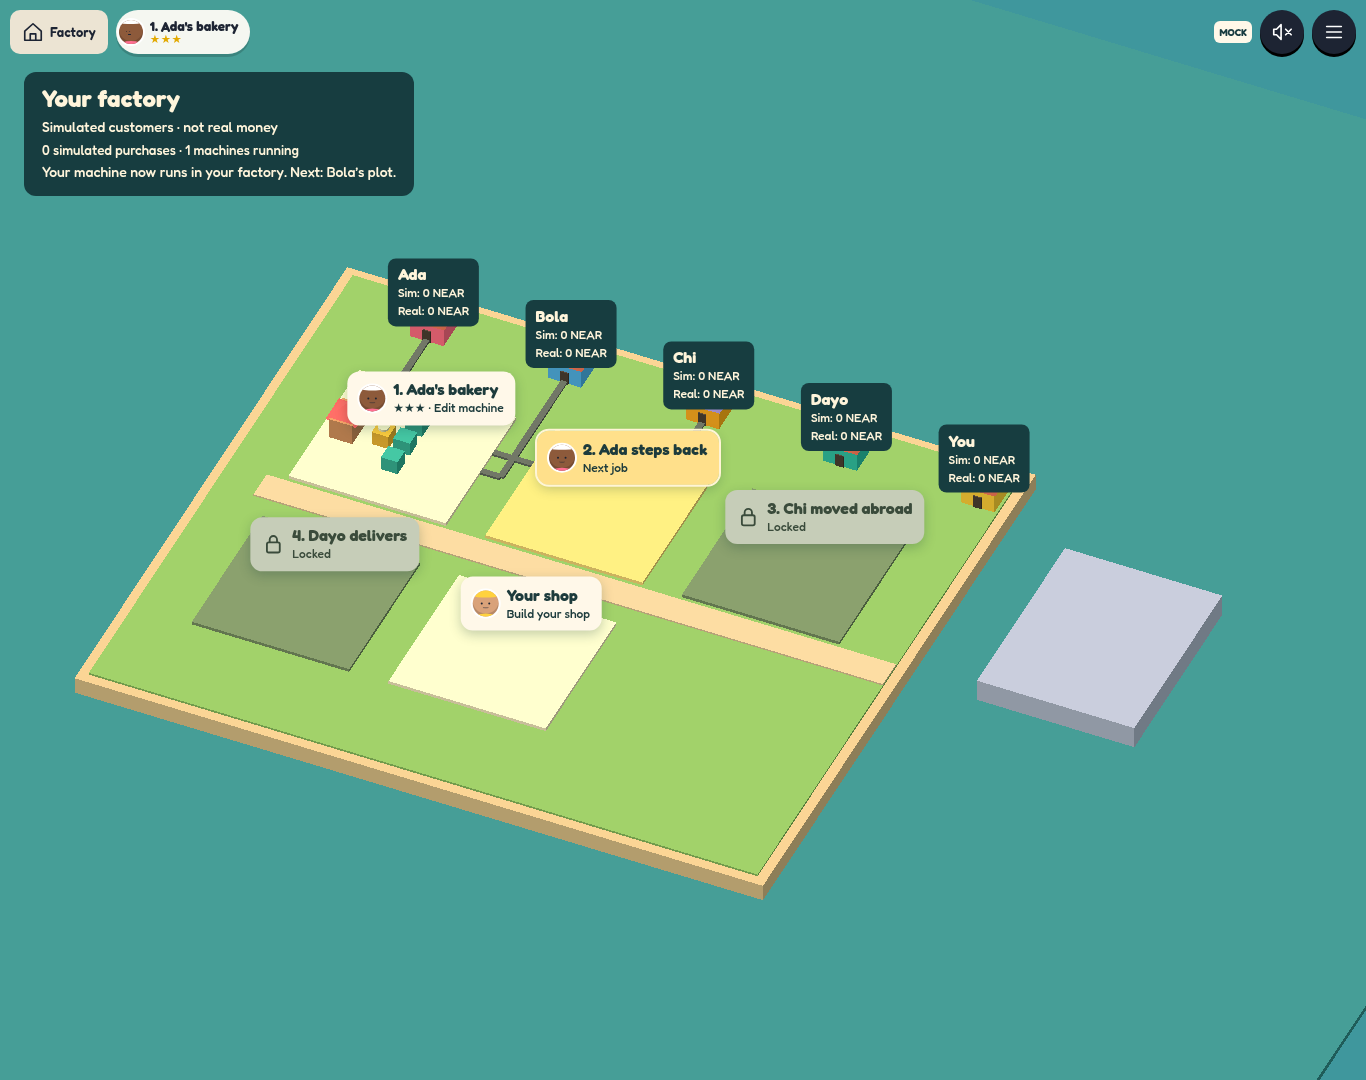 Factory
1. Ada's bakery
★★★
MOCK
Your factory
Simulated customers · not real money
0 simulated purchases · 1 machines running
Your machine now runs in your factory. Next: Bola's plot.
Ada
Sim: 0 NEAR
Real: 0 NEAR
Bola
Sim: 0 NEAR
Real: 0 NEAR
Chi
Sim: 0 NEAR
Real: 0 NEAR
Dayo
Sim: 0 NEAR
Real: 0 NEAR
You
Sim: 0 NEAR
Real: 0 NEAR
1. Ada's bakery
★★★ · Edit machine
2. Ada steps back
Next job
3. Chi moved abroad
Locked
4. Dayo delivers
Locked
Your shop
Build your shop